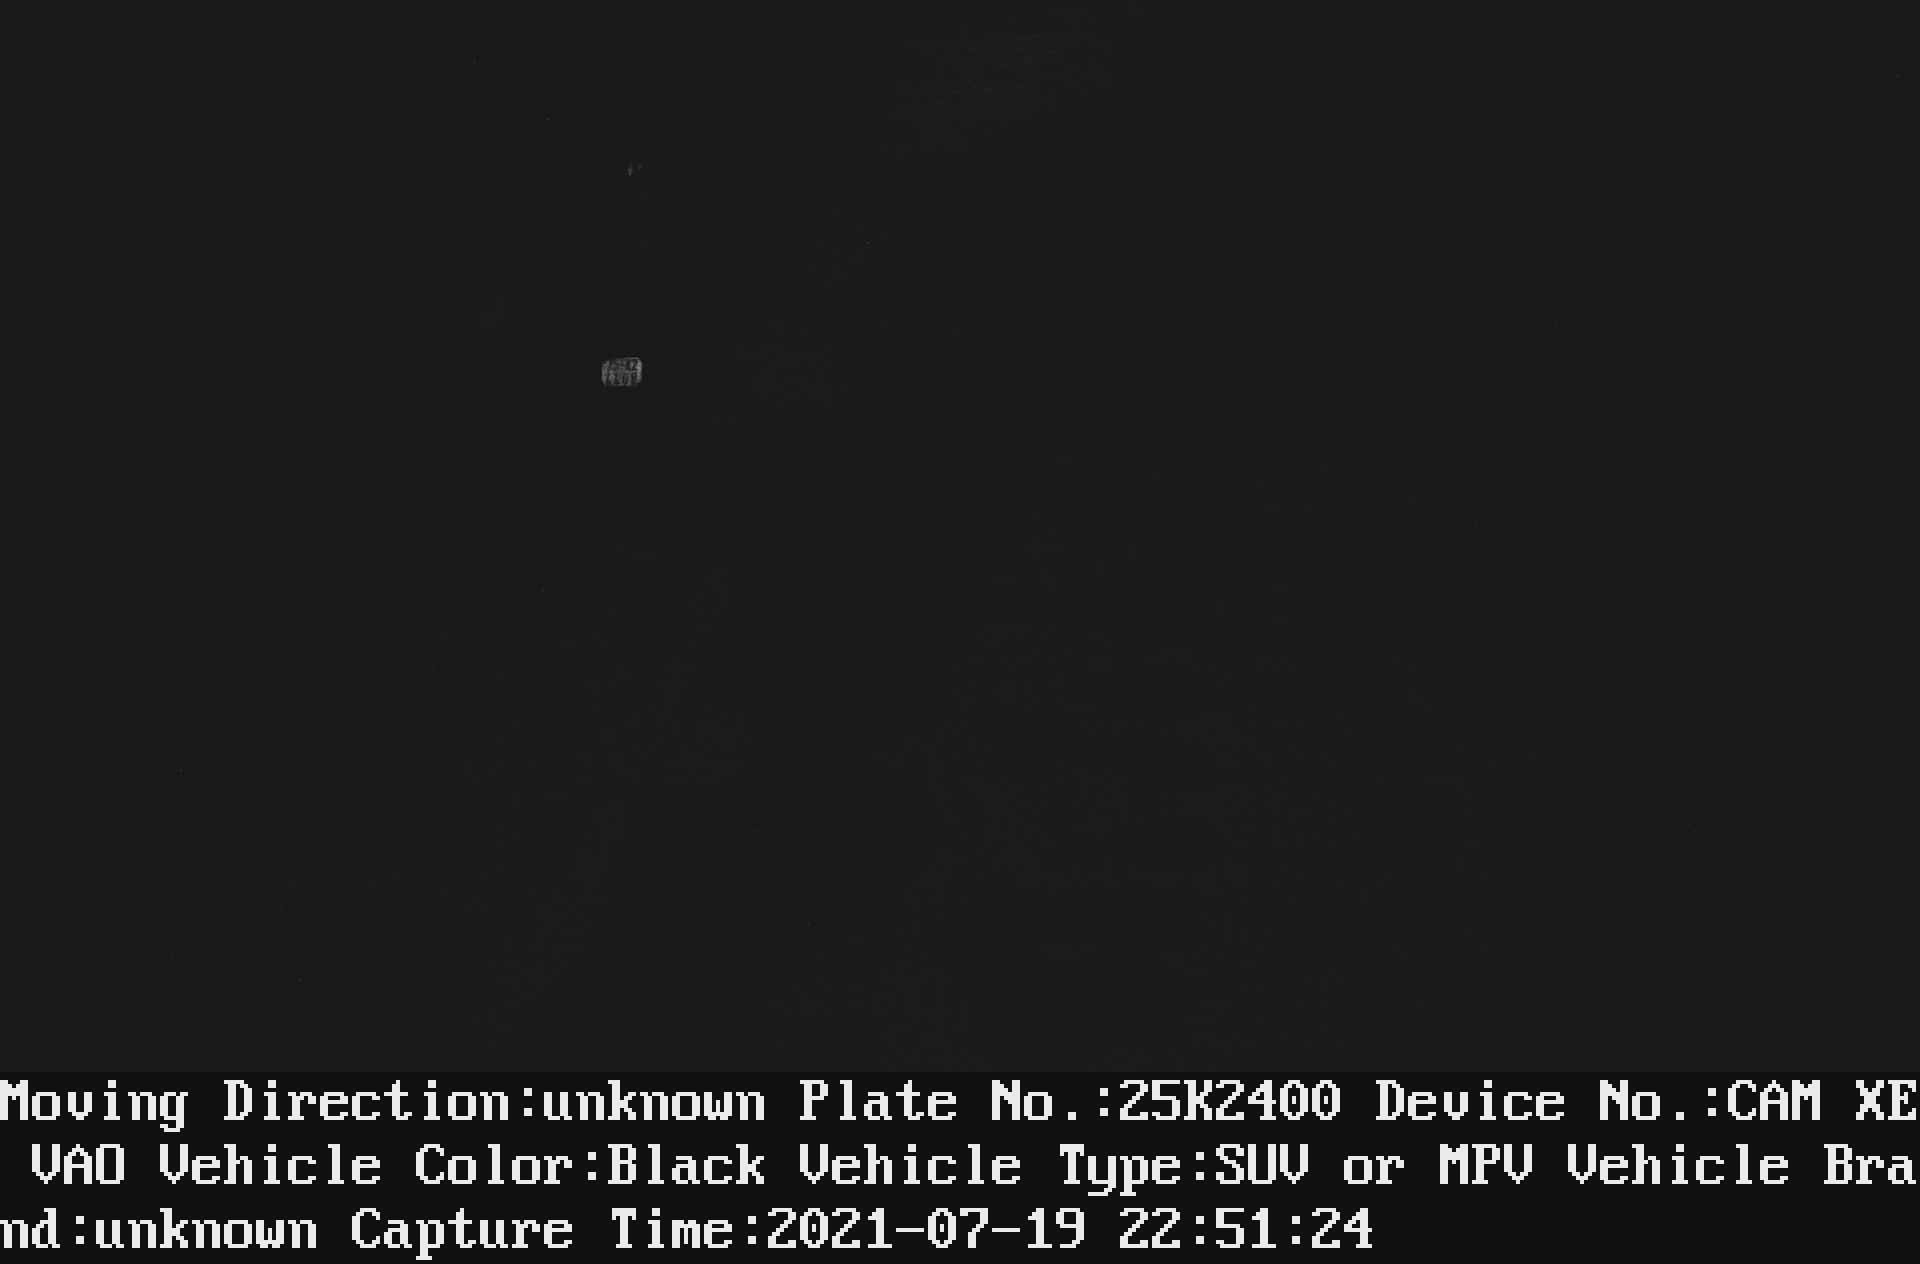 Moving Direction:unknown Plate No.:25K2400 Device No.:CAM XE
VAO Vehicle Color:Black Vehicle Type:SUV or MPV Vehicle Bra
nd:unknown Capture Time:2021-07-19 22:51:24